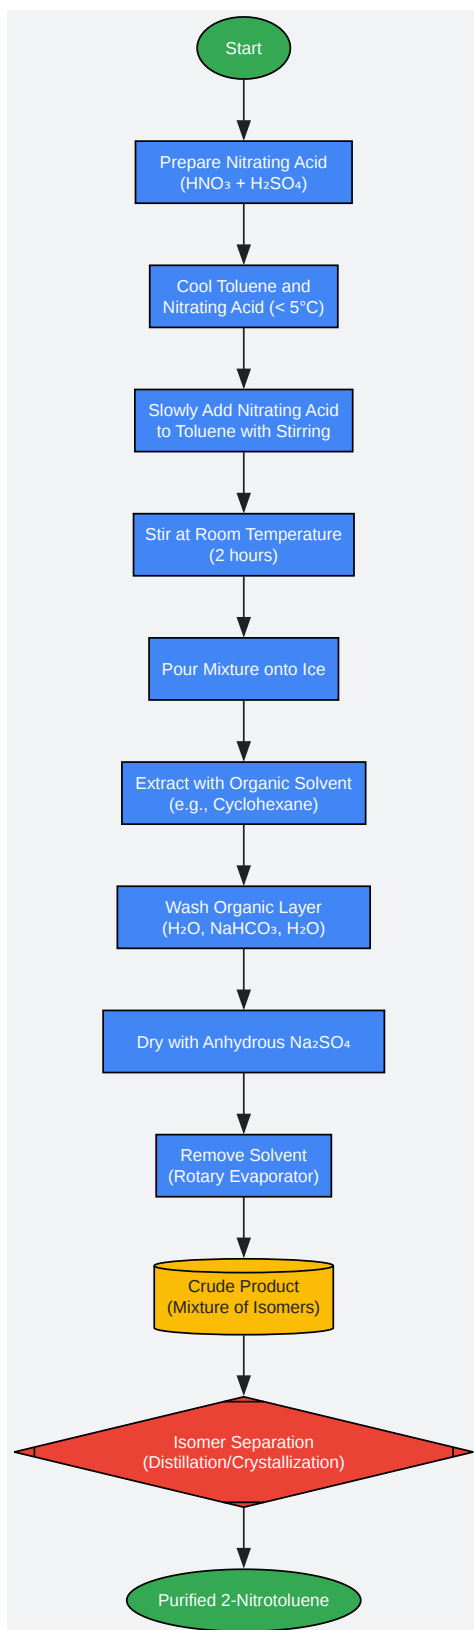 Start
Prepare Nitrating Acid
(HNO₃ + H₂SO₄)
Cool Toluene and
Nitrating Acid (< 5°C)
Slowly Add Nitrating Acid
to Toluene with Stirring
Stir at Room Temperature
(2 hours)
Pour Mixture onto Ice
Extract with Organic Solvent
(e.g., Cyclohexane)
Wash Organic Layer
(H₂O, NaHCO₃, H₂O)
Dry with Anhydrous Na₂SO₄
Remove Solvent
(Rotary Evaporator)
Crude Product
(Mixture of Isomers)
Isomer Separation
(Distillation/Crystallization)
Purified 2-Nitrotoluene